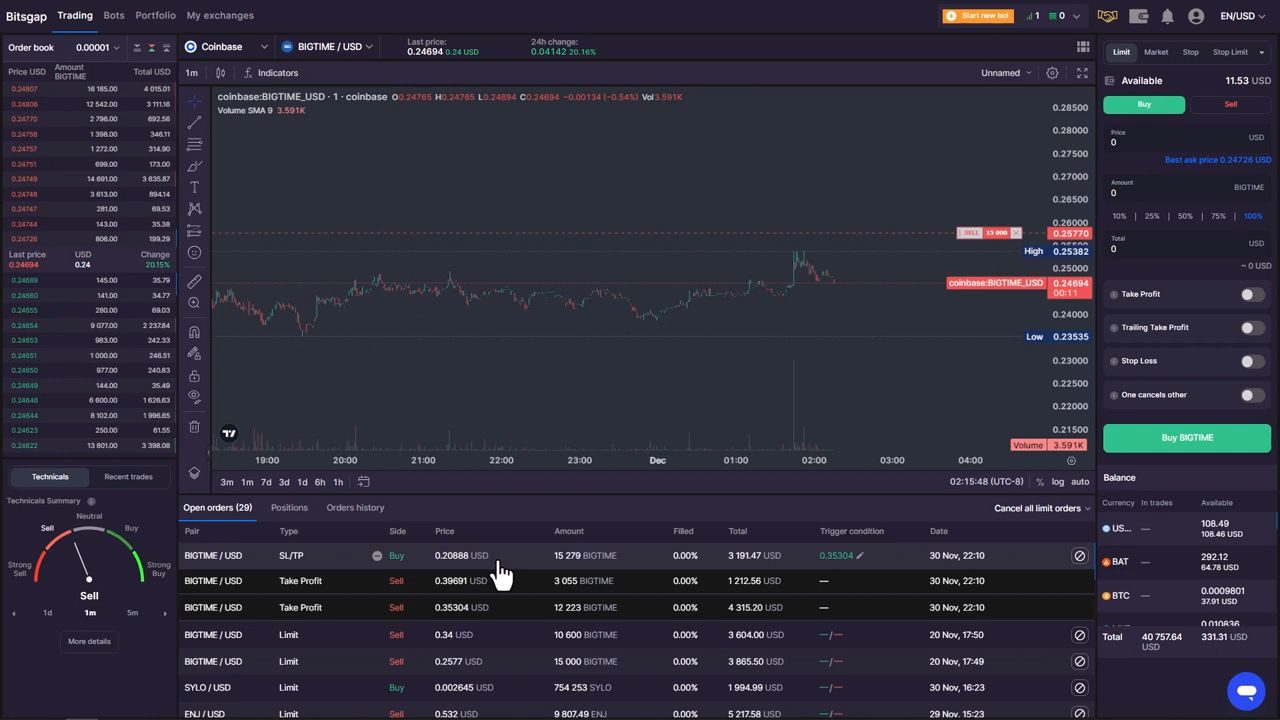 Bitsgap Trading Bots Portfolio My exchanges Start new bot 1 0 EN/USD
Order book 0.00001
Price USD Amount BIGTIME Total USD
0.24807 16 185.00 4 015.01
0.24806 12 542.00 3 111.16
0.24770 2 796.00 692.56
0.24758 1 398.00 346.11
0.24757 1 272.00 314.90
0.24751 699.00 173.00
0.24749 14 691.00 3 635.87
0.24748 3 613.00 894.14
0.24747 281.00 69.53
0.24744 143.00 35.38
0.24726 806.00 199.29
Last price USD Change
0.24694 0.24 20.15%
0.24689 145.00 35.79
0.24660 141.00 34.77
0.24655 280.00 69.03
0.24654 9 077.00 2 237.84
0.24653 983.00 242.33
0.24651 1 000.00 246.51
0.24650 977.00 240.83
0.24649 144.00 35.49
0.24646 6 600.00 1 626.63
0.24644 8 102.00 1 996.65
0.24623 250.00 61.55
0.24622 13 801.00 3 398.08
Technicals Recent trades
Technicals Summary
Neutral
Sell Buy
Strong Sell Strong Buy
Sell
1d 1m 5m
More details
Coinbase BIGTIME / USD
Last price:
0.24694 0.24 USD
24h change:
0.04142 20.16%
1m Indicators Unnamed
coinbase:BIGTIME_USD · 1 · coinbase O0.24765 H0.24765 L0.24694 C0.24694 −0.00134 (−0.54%) Vol3.591K
Volume SMA 9 3.591K
0.28500
0.28000
0.27500
0.27000
0.26500
0.26000
SELL 15 000 0.25770
High 0.25382
0.25000
coinbase:BIGTIME_USD 0.24694
00:11
0.24000
Low 0.23535
0.23000
0.22500
0.22000
0.21500
0.21000
Volume 3.591K
19:00 20:00 21:00 22:00 23:00 Dec 01:00 02:00 03:00 04:00
3m 1m 7d 3d 1d 6h 1h 02:15:48 (UTC-8) % log auto
Open orders (29) Positions Orders history Cancel all limit orders
Pair Type Side Price Amount Filled Total Trigger condition Date
BIGTIME / USD SL/TP Buy 0.20888 USD 15 279 BIGTIME 0.00% 3 191.47 USD 0.35304 30 Nov, 22:10
BIGTIME / USD Take Profit Sell 0.39691 USD 3 055 BIGTIME 0.00% 1 212.56 USD — 30 Nov, 22:10
BIGTIME / USD Take Profit Sell 0.35304 USD 12 223 BIGTIME 0.00% 4 315.20 USD — 30 Nov, 22:10
BIGTIME / USD Limit Sell 0.34 USD 10 600 BIGTIME 0.00% 3 604.00 USD —/— 20 Nov, 17:50
BIGTIME / USD Limit Sell 0.2577 USD 15 000 BIGTIME 0.00% 3 865.50 USD —/— 20 Nov, 17:49
SYLO / USD Limit Buy 0.002645 USD 754 253 SYLO 0.00% 1 994.99 USD —/— 30 Nov, 16:23
ENJ / USD Limit Sell 0.532 USD 9 807.49 ENJ 0.00% 5 217.58 USD —/— 29 Nov, 15:23
Limit Market Stop Stop Limit
Available 11.53 USD
Buy Sell
Price
0 USD
Best ask price 0.24726 USD
Amount
0 BIGTIME
10% | 25% | 50% | 75% | 100%
Total
0 USD
~ 0 USD
Take Profit
Trailing Take Profit
Stop Loss
One cancels other
Buy BIGTIME
Balance
Currency In trades Available
US... — 108.49
108.46 USD
BAT — 292.12
64.78 USD
BTC — 0.0009801
37.91 USD
0.010836
Total 40 757.64 USD 331.31 USD